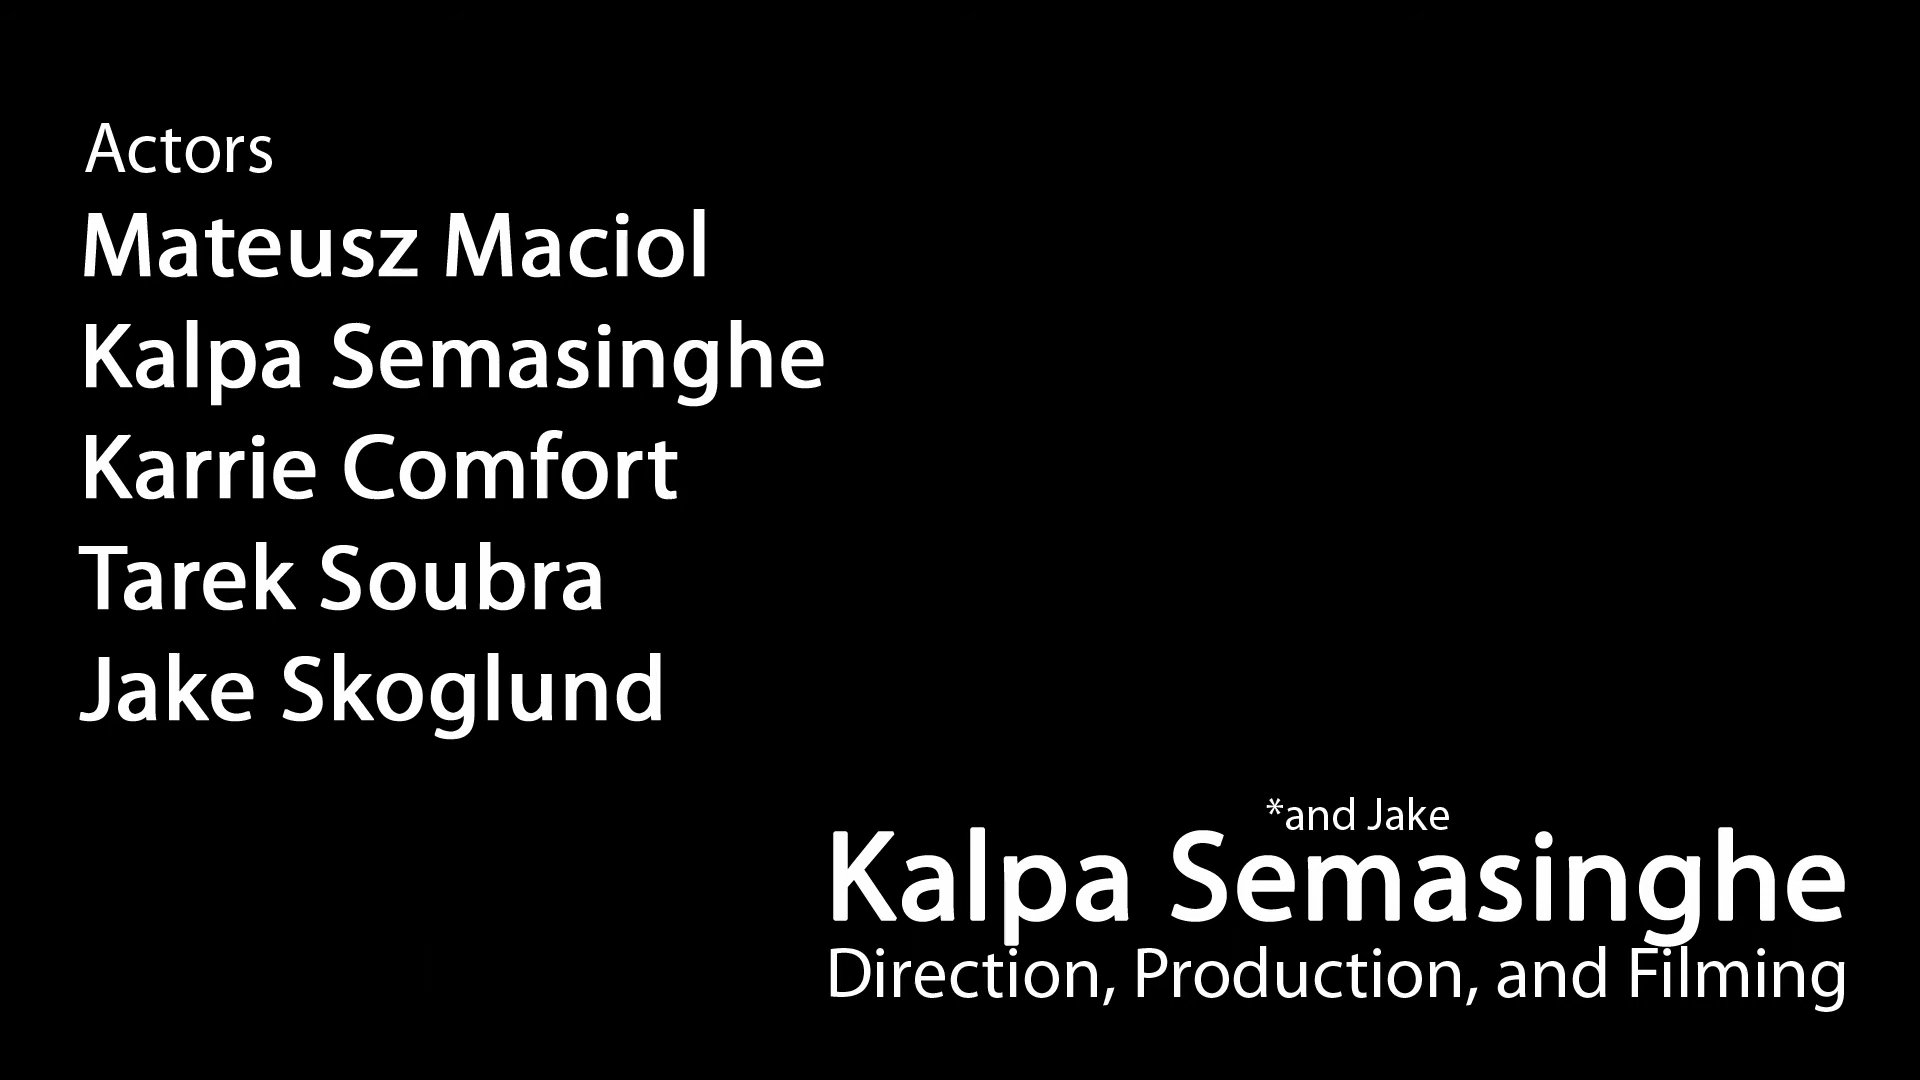 Actors
Mateusz Maciol
Kalpa Semasinghe
Karrie Comfort
Tarek Soubra
Jake Skoglund
*and Jake
Kalpa Semasinghe
Direction, Production, and Filming